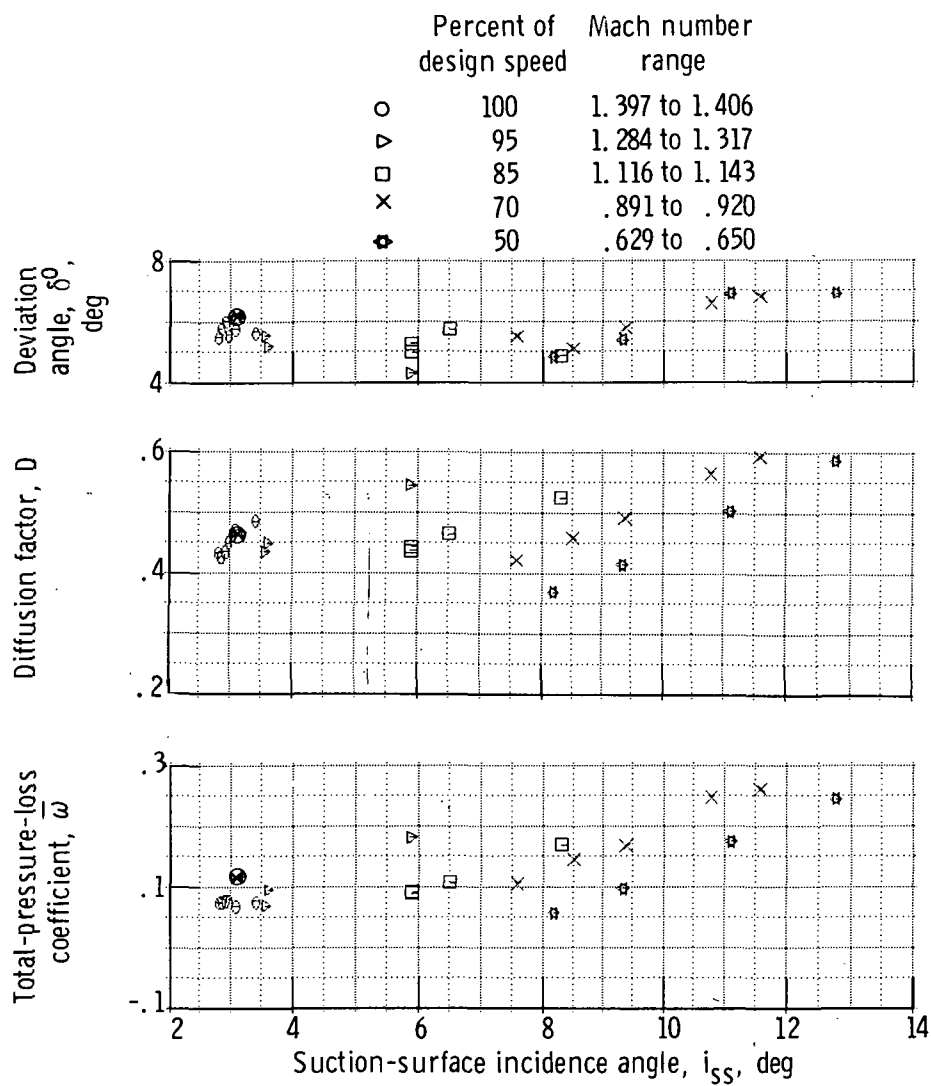 Percent of design speed Mach number range
100 1.397 to 1.406
95 1.284 to 1.317
85 1.116 to 1.143
70 .891 to .920
50 .629 to .650
Deviation angle, δ°, deg
8
4
Diffusion factor, D
.6
.4
.2
Total-pressure-loss coefficient, ω̅
.3
.1
-.1
2 4 6 8 10 12 14
Suction-surface incidence angle, iss, deg